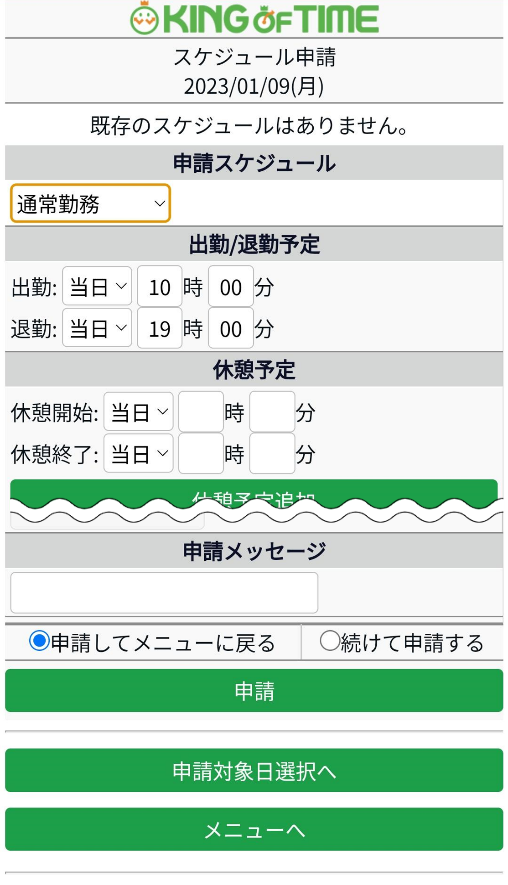 KING OF TIME
スケジュール申請
2023/01/09(月)
既存のスケジュールはありません。
申請スケジュール
通常勤務
出勤/退勤予定
出勤: 当日 10 時 00 分
退勤: 当日 19 時 00 分
休憩予定
休憩開始: 当日 時 分
休憩終了: 当日 時 分
休憩予定追加
申請メッセージ
申請してメニューに戻る 続けて申請する
申請
申請対象日選択へ
メニューへ